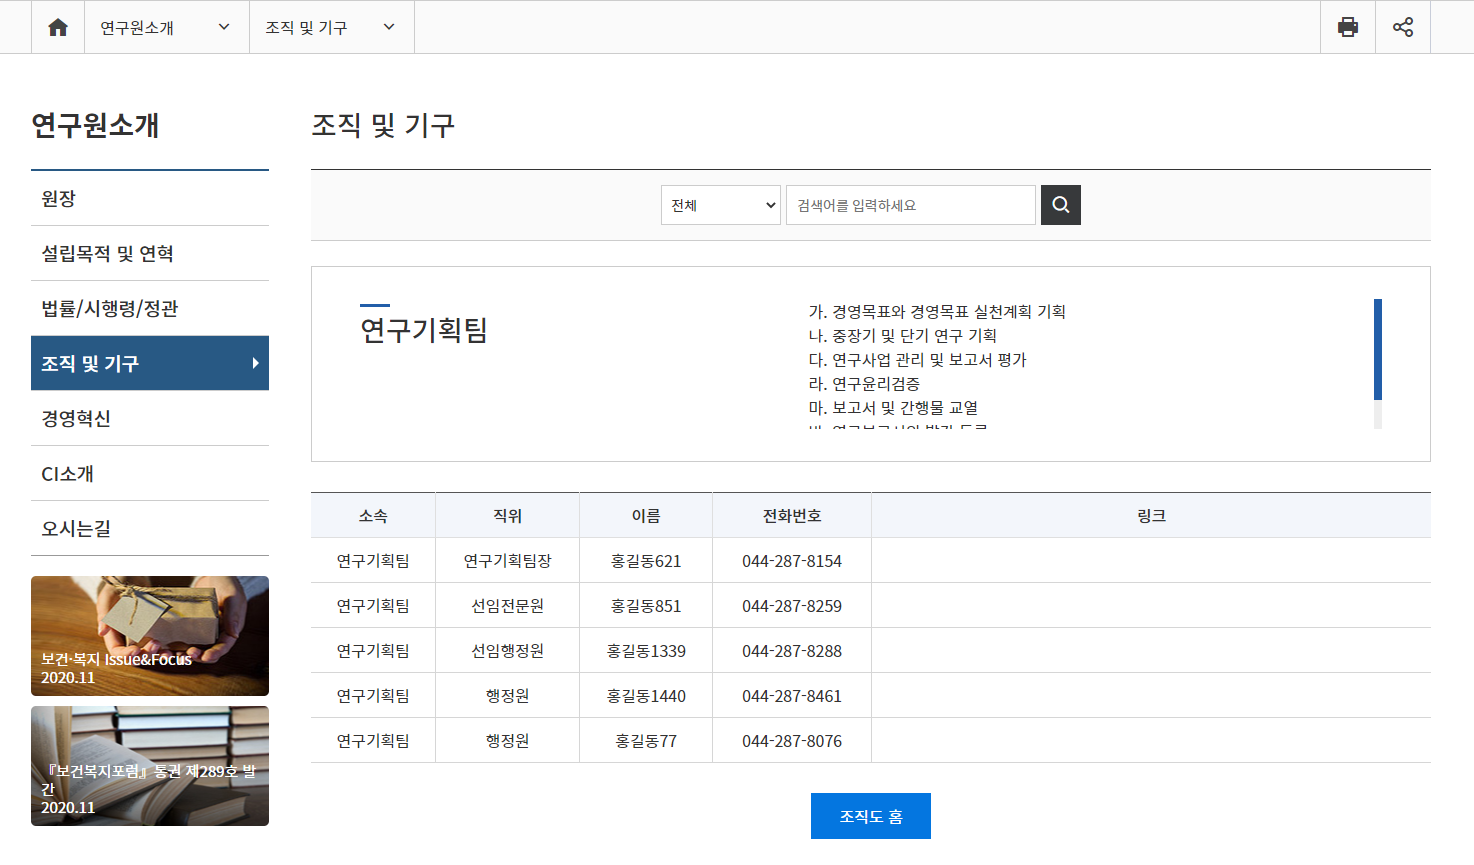 연구원소개
조직 및 기구
연구원소개
원장
설립목적 및 연혁
법률/시행령/정관
조직 및 기구
경영혁신
CI소개
오시는길
보건·복지 Issue&Focus
2020.11
『보건복지포럼』 통권 제289호 발
간
2020.11
조직 및 기구
전체 검색어를 입력하세요
연구기획팀
가. 경영목표와 경영목표 실천계획 기획
나. 중장기 및 단기 연구 기획
다. 연구사업 관리 및 보고서 평가
라. 연구윤리검증
마. 보고서 및 간행물 교열
소속 직위 이름 전화번호 링크
연구기획팀 연구기획팀장 홍길동621 044-287-8154
연구기획팀 선임전문원 홍길동851 044-287-8259
연구기획팀 선임행정원 홍길동1339 044-287-8288
연구기획팀 행정원 홍길동1440 044-287-8461
연구기획팀 행정원 홍길동77 044-287-8076
조직도 홈